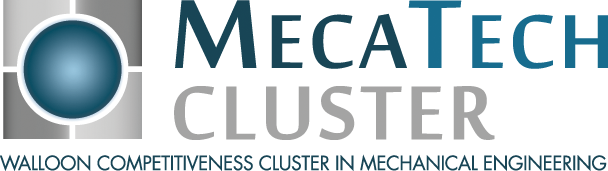 MECATECH
CLUSTER
WALLOON COMPETITIVENESS CLUSTER IN MECHANICAL ENGINEERING